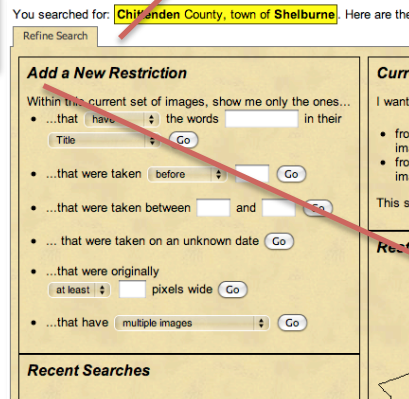 You searched for: Chittenden County, town of Shelburne. Here are the
Refine Search
Add a New Restriction
Within this current set of images, show me only the ones...
• ...that have the words in their
Title Go
• ...that were taken before Go
• ...that were taken between and Go
• ... that were taken on an unknown date Go
• ...that were originally
at least pixels wide Go
• ...that have multiple images Go
Recent Searches
Curr
I want
• fro
im
• fro
im
This s
Rest